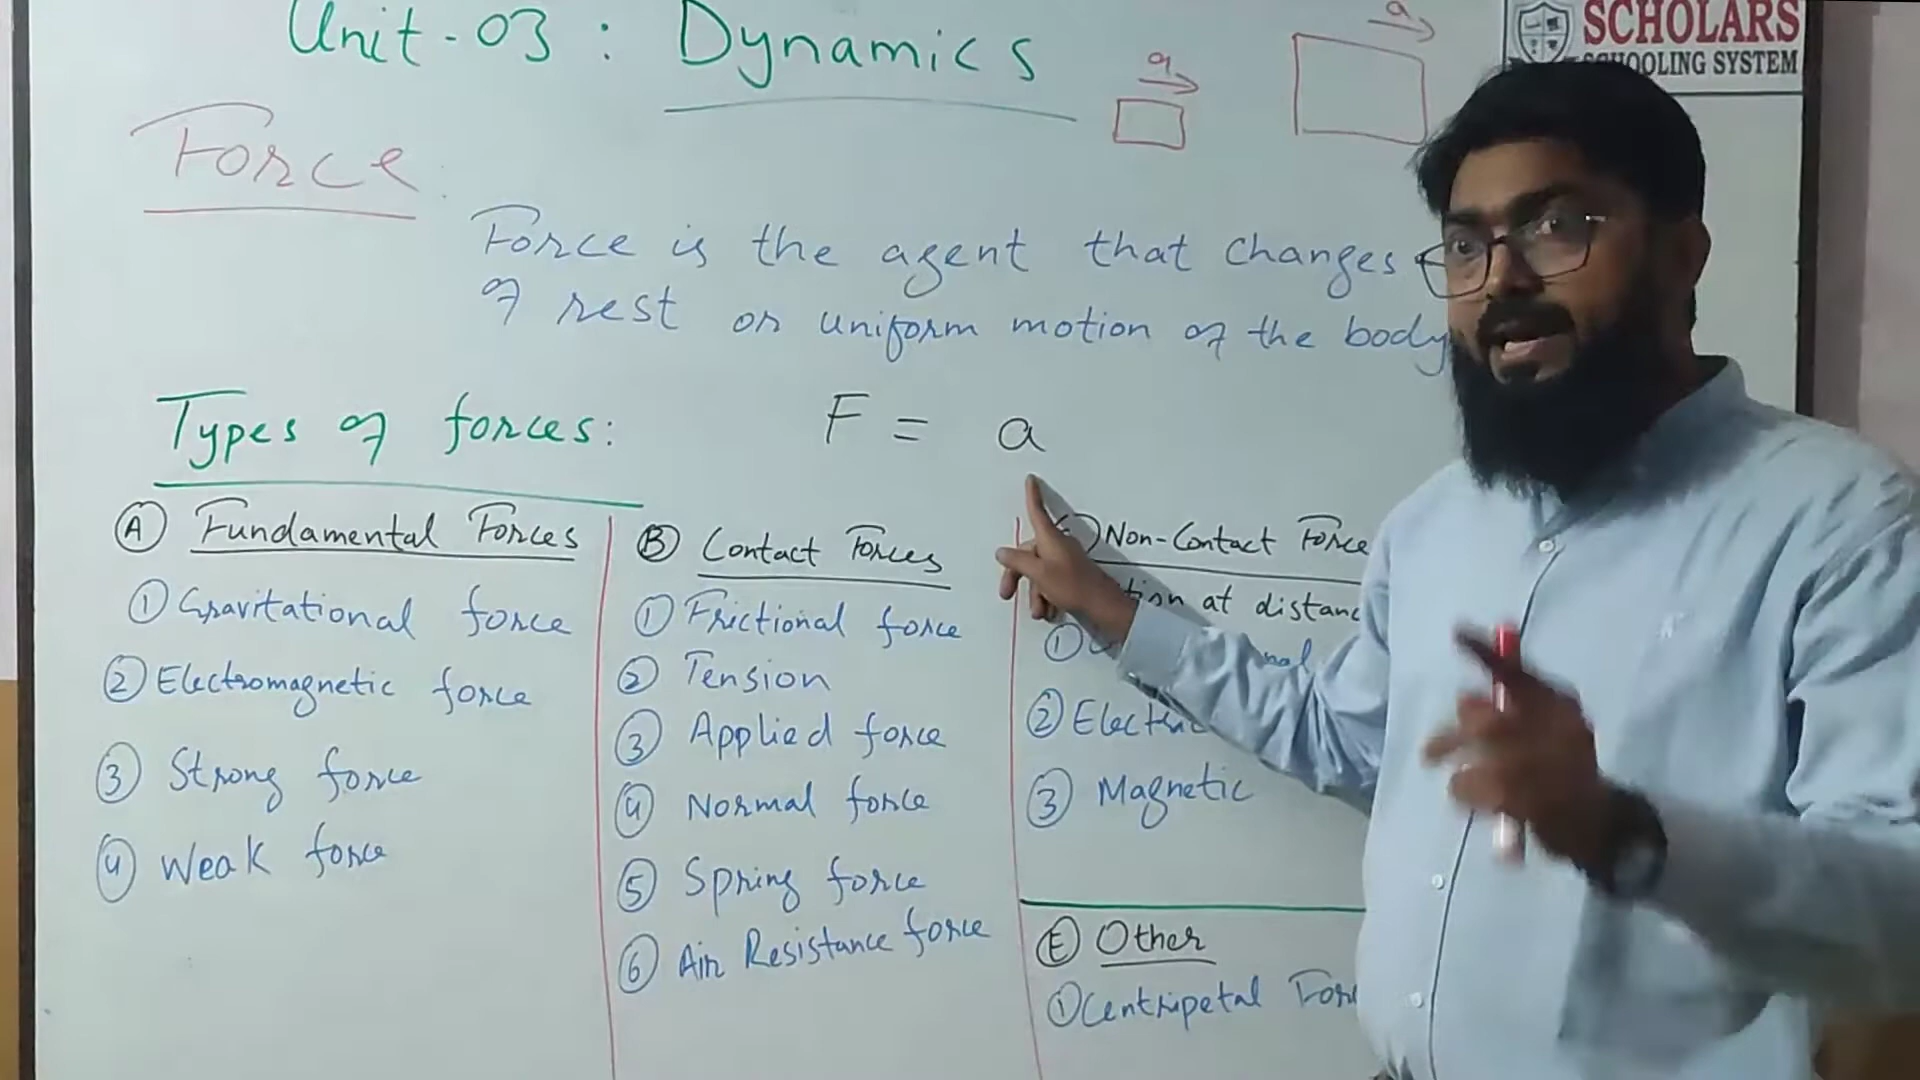 Unit-03: Dynamics
a
a
SCHOLARS
SCHOOLING SYSTEM
Force
Force is the agent that changes
of rest or uniform motion of the body
Types of forces:
F = a
A Fundamental Forces
1 Gravitational force
2 Electromagnetic force
3 Strong force
4 Weak force
B Contact Forces
1 Frictional force
2 Tension
3 Applied force
4 Normal force
5 Spring force
6 Air Resistance force
Non-Contact Force
at distanc
1
2 Electric
3 Magnetic
E Other
1 Centripetal For